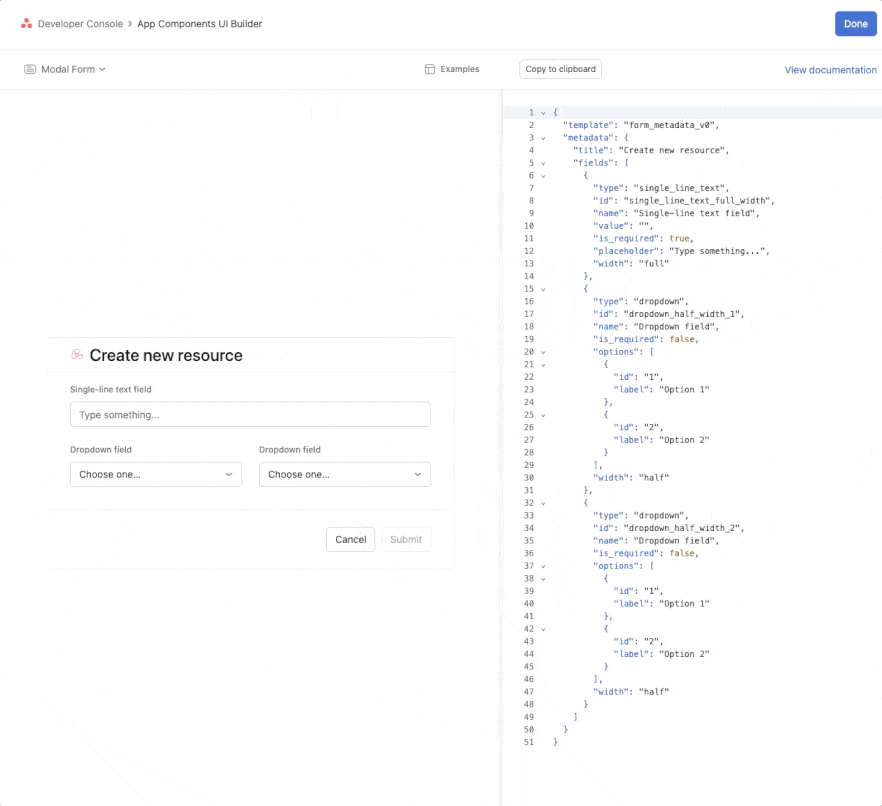 Developer Console › App Components UI Builder
Done
Modal Form
Examples
Copy to clipboard
View documentation
Create new resource
Single-line text field
Type something...
Dropdown field
Dropdown field
Choose one...
Choose one...
Cancel
Submit
1 {
2 "template": "form_metadata_v0",
3 "metadata": {
4 "title": "Create new resource",
5 "fields": [
6 {
7 "type": "single_line_text",
8 "id": "single_line_text_full_width",
9 "name": "Single-line text field",
10 "value": "",
11 "is_required": true,
12 "placeholder": "Type something...",
13 "width": "full"
14 },
15 {
16 "type": "dropdown",
17 "id": "dropdown_half_width_1",
18 "name": "Dropdown field",
19 "is_required": false,
20 "options": [
21 {
22 "id": "1",
23 "label": "Option 1"
24 },
25 {
26 "id": "2",
27 "label": "Option 2"
28 }
29 ],
30 "width": "half"
31 },
32 {
33 "type": "dropdown",
34 "id": "dropdown_half_width_2",
35 "name": "Dropdown field",
36 "is_required": false,
37 "options": [
38 {
39 "id": "1",
40 "label": "Option 1"
41 },
42 {
43 "id": "2",
44 "label": "Option 2"
45 }
46 ],
47 "width": "half"
48 }
49 ]
50 }
51 }